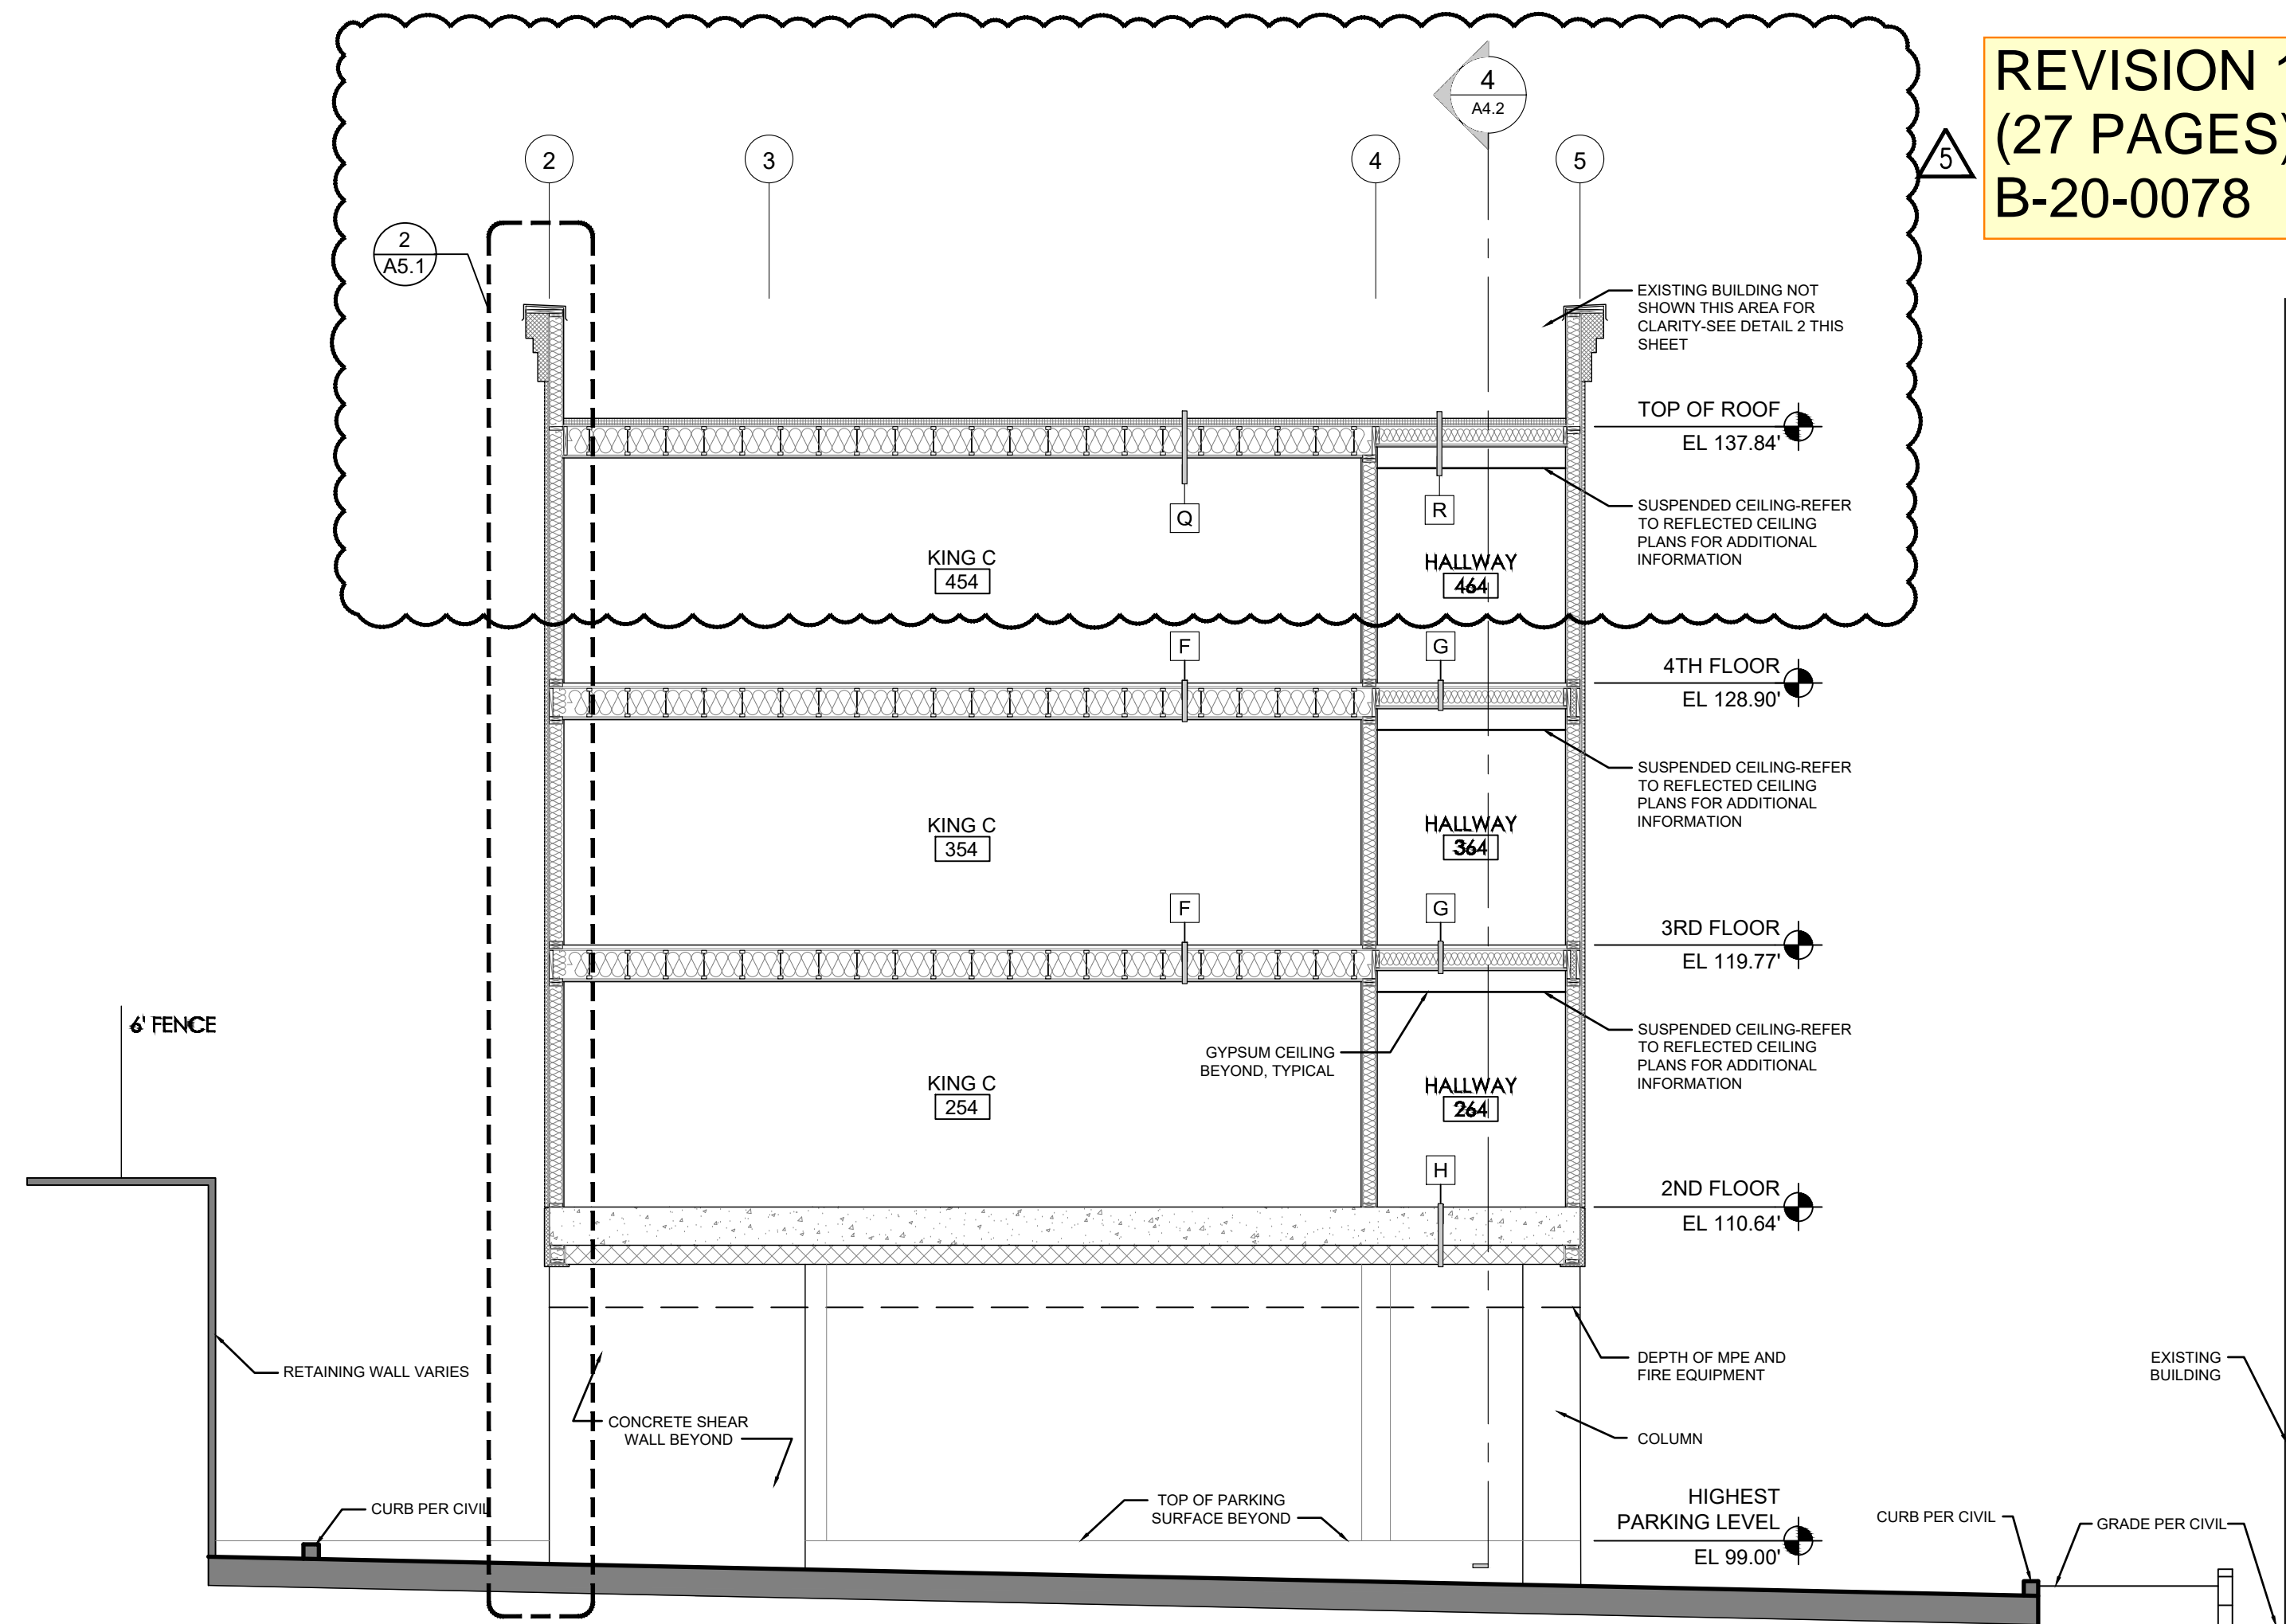 4
A4.2
REVISION 1
(27 PAGES)
B-20-0078
5
2
3
4
5
2
A5.1
EXISTING BUILDING NOT
SHOWN THIS AREA FOR
CLARITY-SEE DETAIL 2 THIS
SHEET
TOP OF ROOF
EL 137.84'
SUSPENDED CEILING-REFER
TO REFLECTED CEILING
PLANS FOR ADDITIONAL
INFORMATION
Q
R
KING C
454
HALLWAY
464
F
G
4TH FLOOR
EL 128.90'
SUSPENDED CEILING-REFER
TO REFLECTED CEILING
PLANS FOR ADDITIONAL
INFORMATION
KING C
354
HALLWAY
364
F
G
3RD FLOOR
EL 119.77'
6' FENCE
SUSPENDED CEILING-REFER
TO REFLECTED CEILING
PLANS FOR ADDITIONAL
INFORMATION
GYPSUM CEILING
BEYOND, TYPICAL
KING C
254
HALLWAY
264
H
2ND FLOOR
EL 110.64'
RETAINING WALL VARIES
DEPTH OF MPE AND
FIRE EQUIPMENT
EXISTING
BUILDING
CONCRETE SHEAR
WALL BEYOND
COLUMN
CURB PER CIVIL
TOP OF PARKING
SURFACE BEYOND
HIGHEST
PARKING LEVEL
EL 99.00'
CURB PER CIVIL
GRADE PER CIVIL